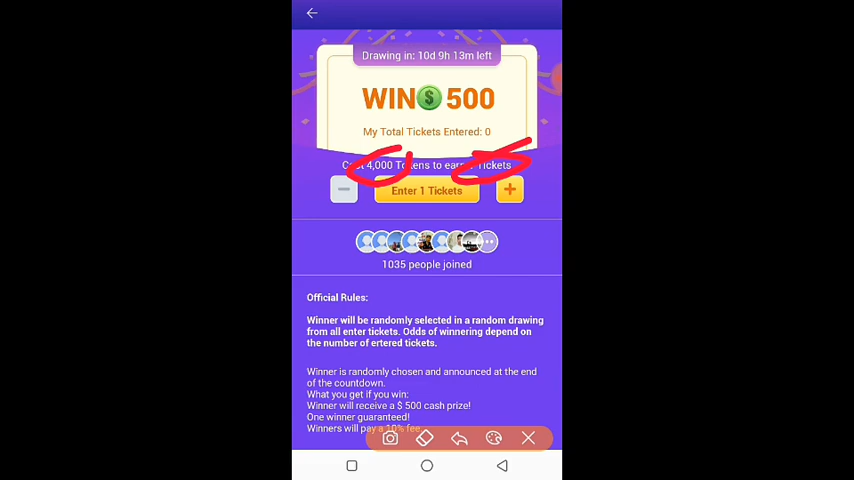 Drawing in: 10d 9h 13m left
WIN $ 500
My Total Tickets Entered: 0
4,000 Tokens to earn Tickets
Enter 1 Tickets
1035 people joined
Official Rules:
Winner will be randomly selected in a random drawing
from all enter tickets. Odds of winnering depend on
the number of ertered tickets.
Winner is randomly chosen and announced at the end
of the countdown.
What you get if you win:
Winner will receive a $ 500 cash prize!
One winner guaranteed!
Winners will pay a 10% fee